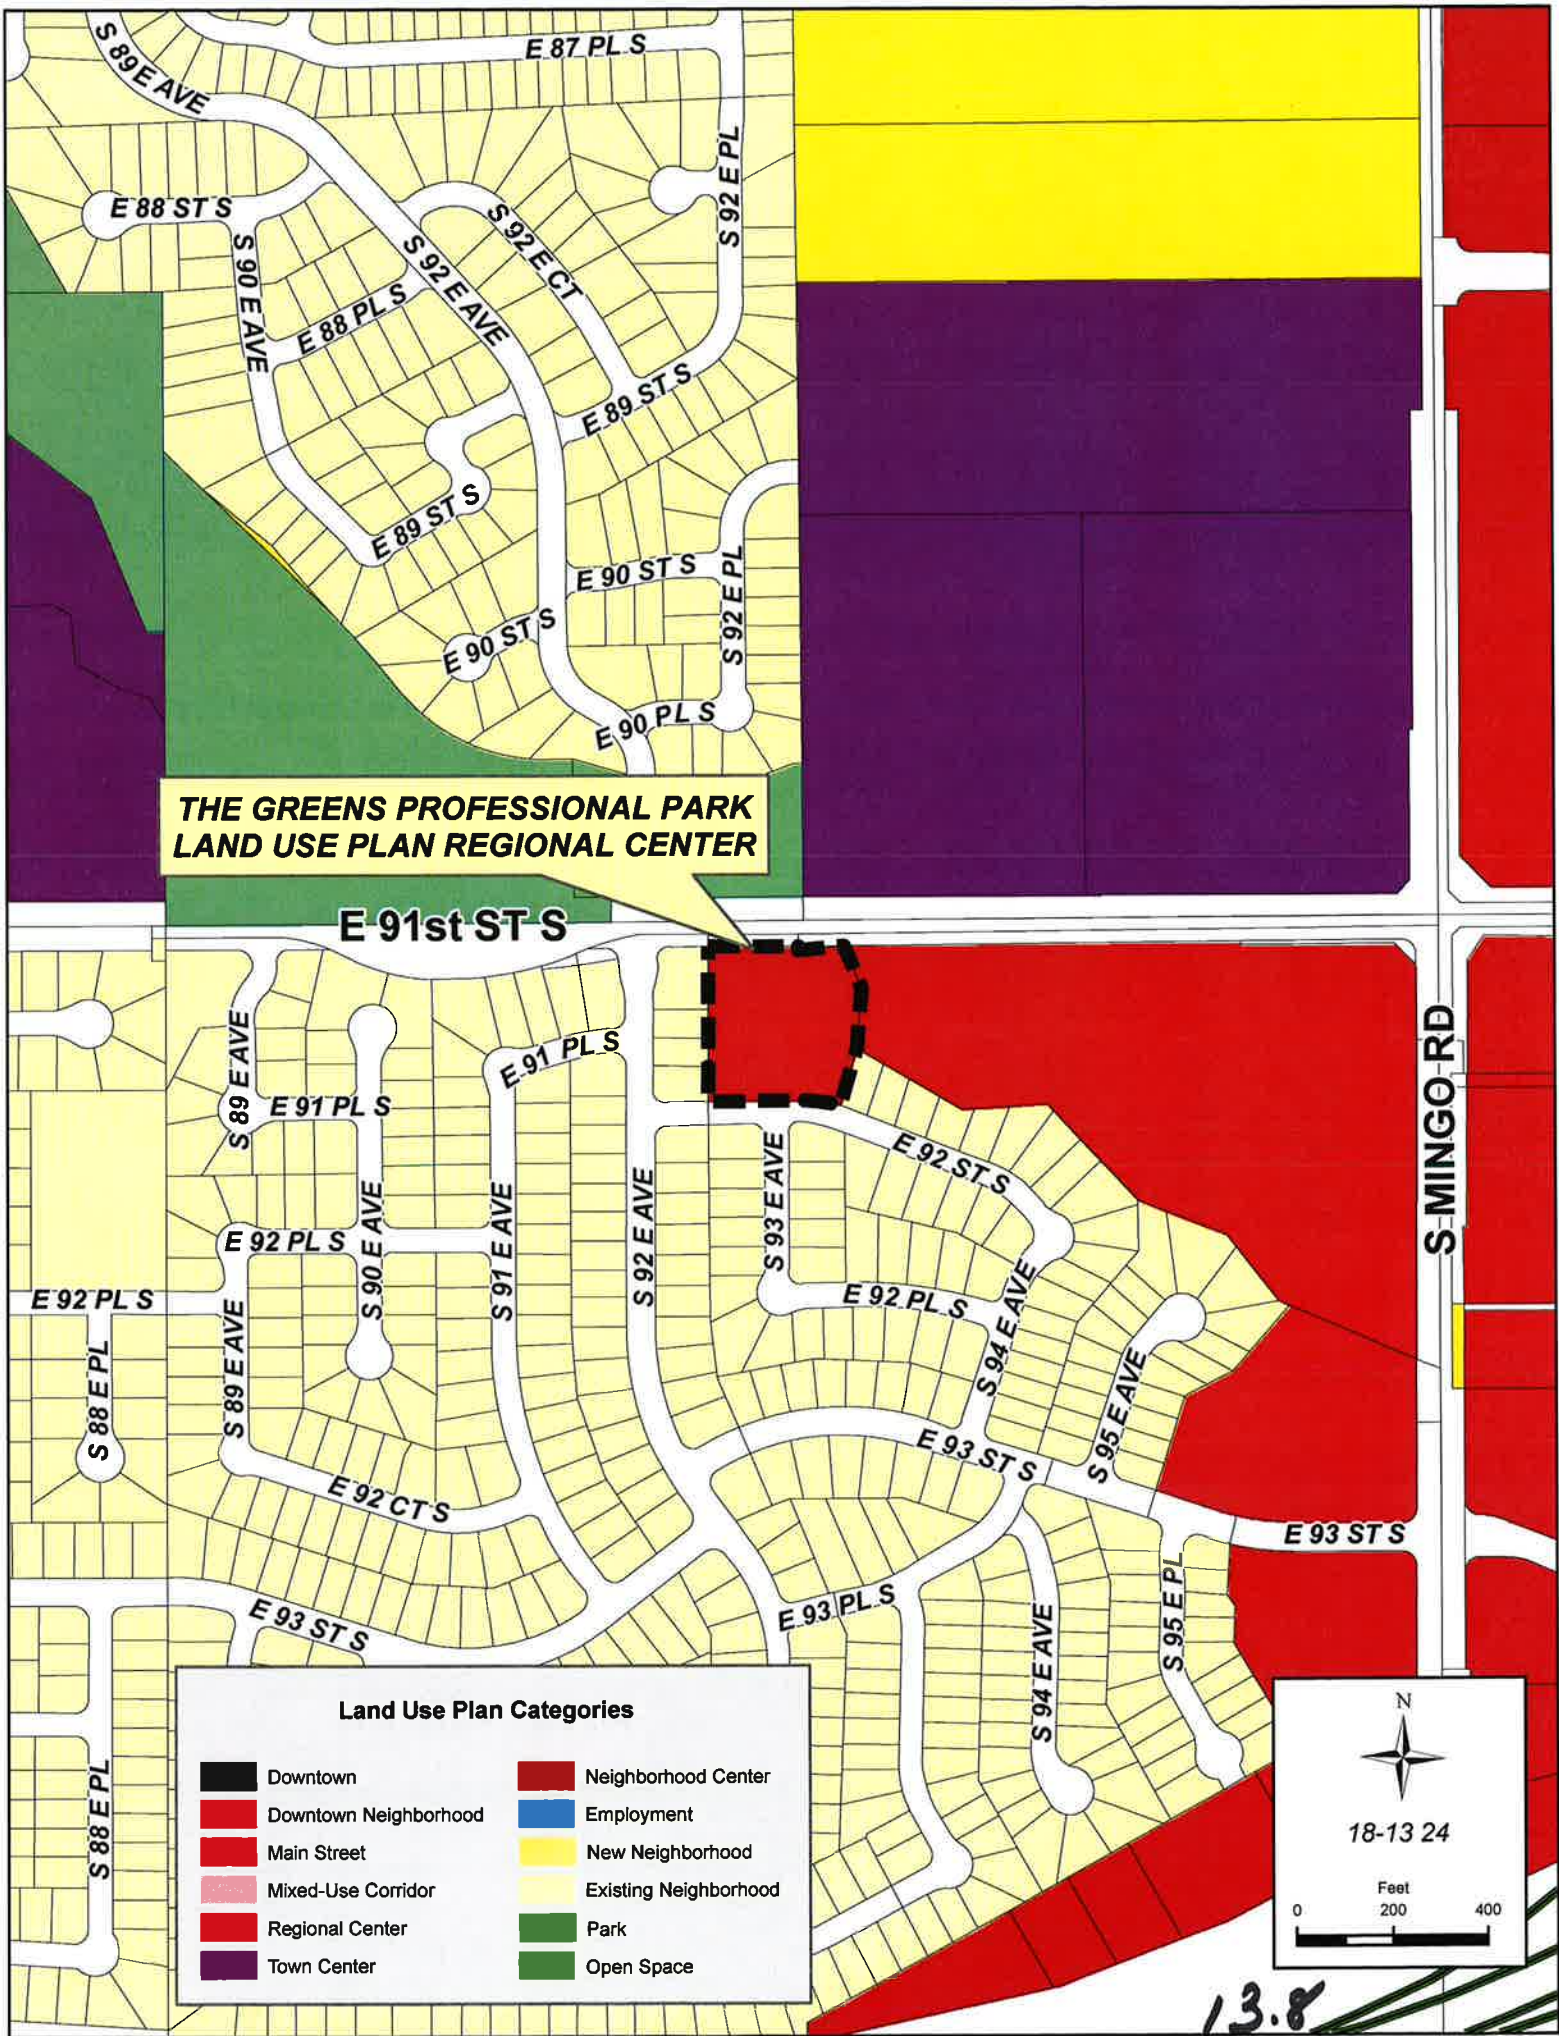 E 87 PL S
S 89 E AVE
S 92 E PL
E 88 ST S
S 92 E CT
S 90 E AVE
S 92 E AVE
E 88 PL S
E 89 ST S
E 89 ST S
E 90 ST S
S 92 E PL
E 90 ST S
E 90 PL S
THE GREENS PROFESSIONAL PARK
LAND USE PLAN REGIONAL CENTER
E 91st ST S
S MINGO RD
S 89 E AVE
E 91 PL S
E 91 PL S
E 92 ST S
S 93 E AVE
S 90 E AVE
S 91 E AVE
S 92 E AVE
E 92 PL S
E 92 PL S
E 92 PL S
S 94 E AVE
S 89 E AVE
S 88 E PL
S 95 E AVE
E 93 ST S
E 92 CT S
E 93 ST S
S 95 E PL
E 93 PL S
E 93 ST S
S 94 E AVE
S 88 E PL
Land Use Plan Categories
Downtown
Downtown Neighborhood
Main Street
Mixed-Use Corridor
Regional Center
Town Center
Neighborhood Center
Employment
New Neighborhood
Existing Neighborhood
Park
Open Space
N
18-13 24
Feet
0 200 400
13.8